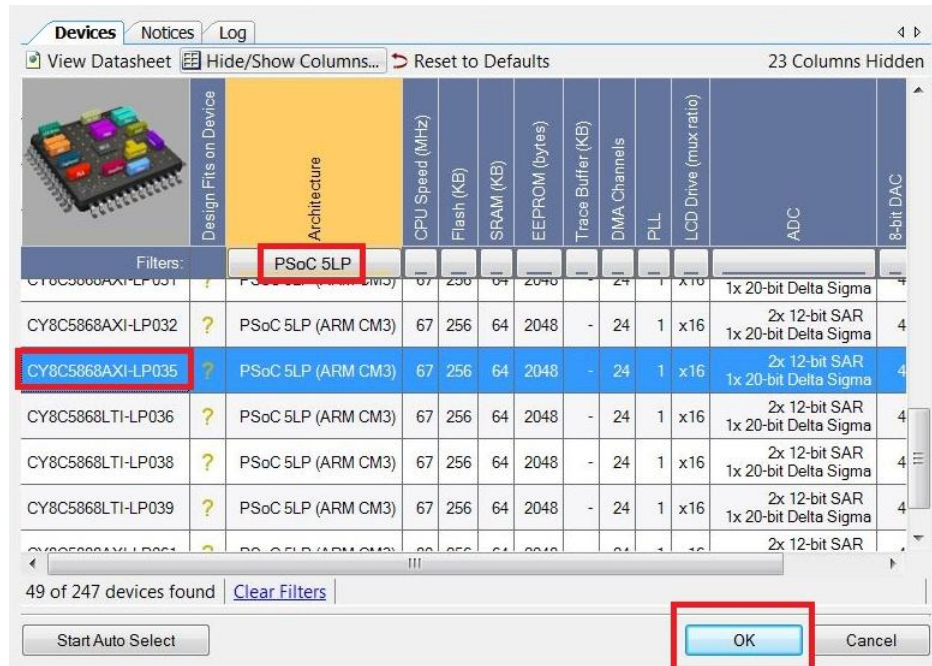 Devices Notices Log
View Datasheet Hide/Show Columns... Reset to Defaults 23 Columns Hidden
Design Fits on Device Architecture CPU Speed (MHz) Flash (KB) SRAM (KB) EEPROM (bytes) Trace Buffer (KB) DMA Channels PLL LCD Drive (mux ratio) ADC 8-bit DAC
Filters: PSoC 5LP
1x 20-bit Delta Sigma
CY8C5868AXI-LP032 ? PSoC 5LP (ARM CM3) 67 256 64 2048 - 24 1 x16 2x 12-bit SAR 4
1x 20-bit Delta Sigma
CY8C5868AXI-LP035 ? PSoC 5LP (ARM CM3) 67 256 64 2048 - 24 1 x16 2x 12-bit SAR 4
1x 20-bit Delta Sigma
CY8C5868LTI-LP036 ? PSoC 5LP (ARM CM3) 67 256 64 2048 - 24 1 x16 2x 12-bit SAR 4
1x 20-bit Delta Sigma
CY8C5868LTI-LP038 ? PSoC 5LP (ARM CM3) 67 256 64 2048 - 24 1 x16 2x 12-bit SAR 4
1x 20-bit Delta Sigma
CY8C5868LTI-LP039 ? PSoC 5LP (ARM CM3) 67 256 64 2048 - 24 1 x16 2x 12-bit SAR 4
1x 20-bit Delta Sigma
2x 12-bit SAR
49 of 247 devices found Clear Filters
Start Auto Select OK Cancel